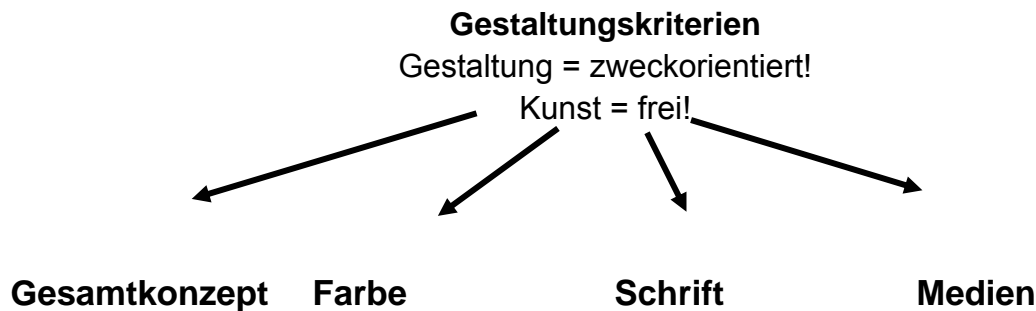 Gestaltungskriterien
Gestaltung = zweckorientiert!
Kunst = frei!
Gesamtkonzept Farbe Schrift Medien